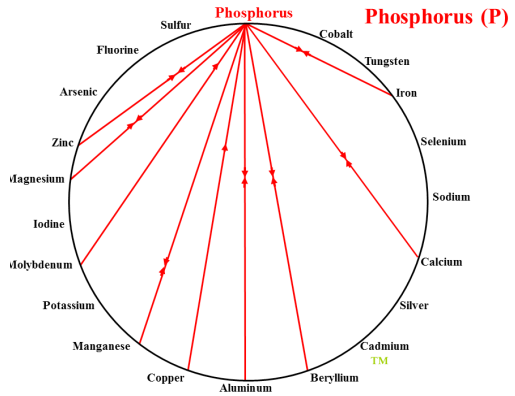 Phosphorus
Phosphorus (P)
Sulfur
Cobalt
Fluorine
Tungsten
Arsenic
Iron
Zinc
Selenium
Magnesium
Sodium
Iodine
Calcium
Molybdenum
Potassium
Silver
Manganese
Cadmium
TM
Copper
Beryllium
Aluminum